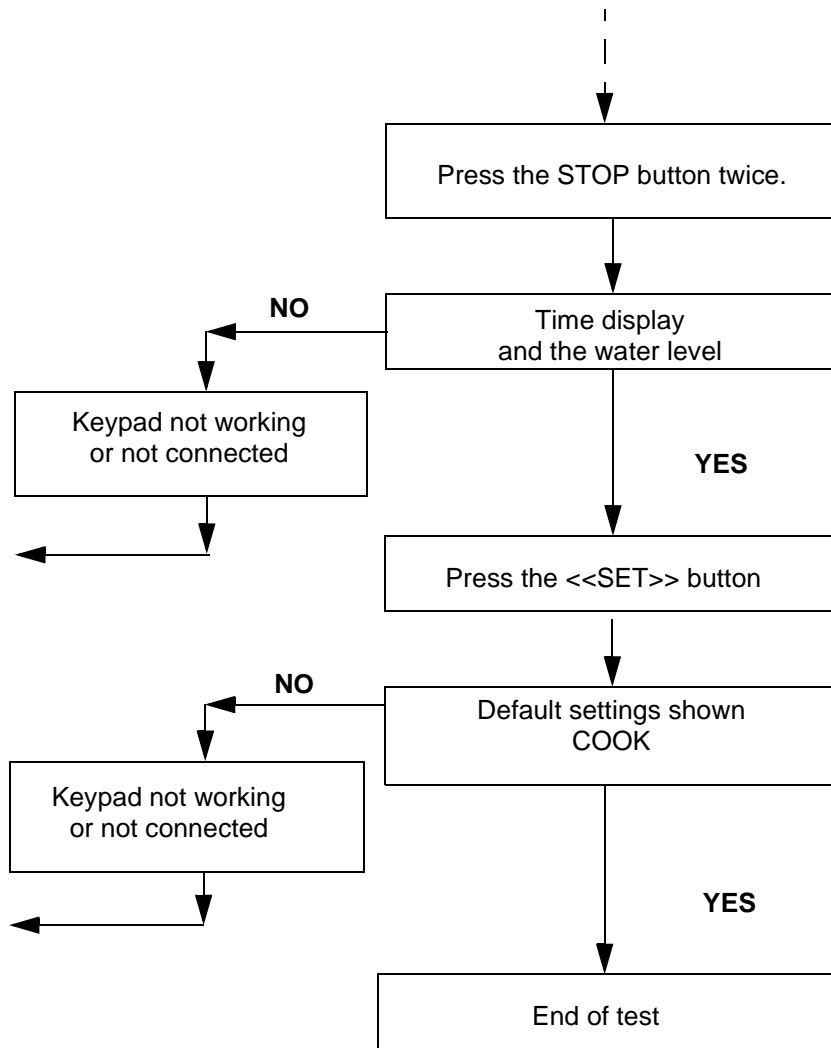 Press the STOP button twice.
NO
Time display
and the water level
Keypad not working
or not connected
YES
Press the <<SET>> button
NO
Default settings shown
COOK
Keypad not working
or not connected
YES
End of test